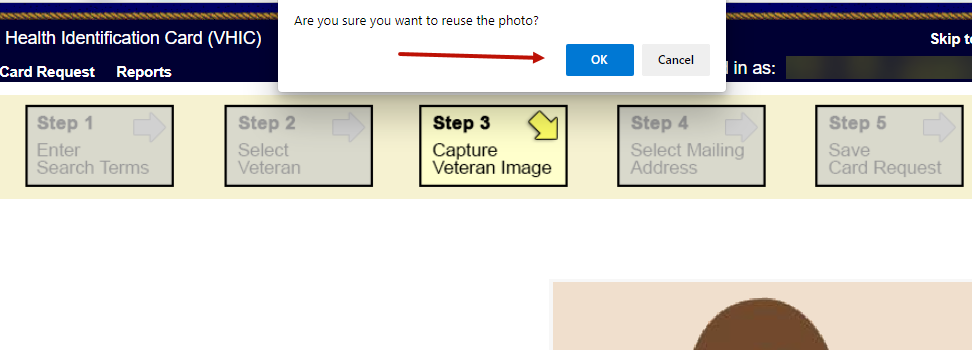 Are you sure you want to reuse the photo?
OK Cancel
Health Identification Card (VHIC)
Skip
Card Request Reports
in as:
Step 1
Enter
Search Terms
Step 2
Select
Veteran
Step 3
Capture
Veteran Image
Step 4
Select Mailing
Address
Step 5
Save
Card Request